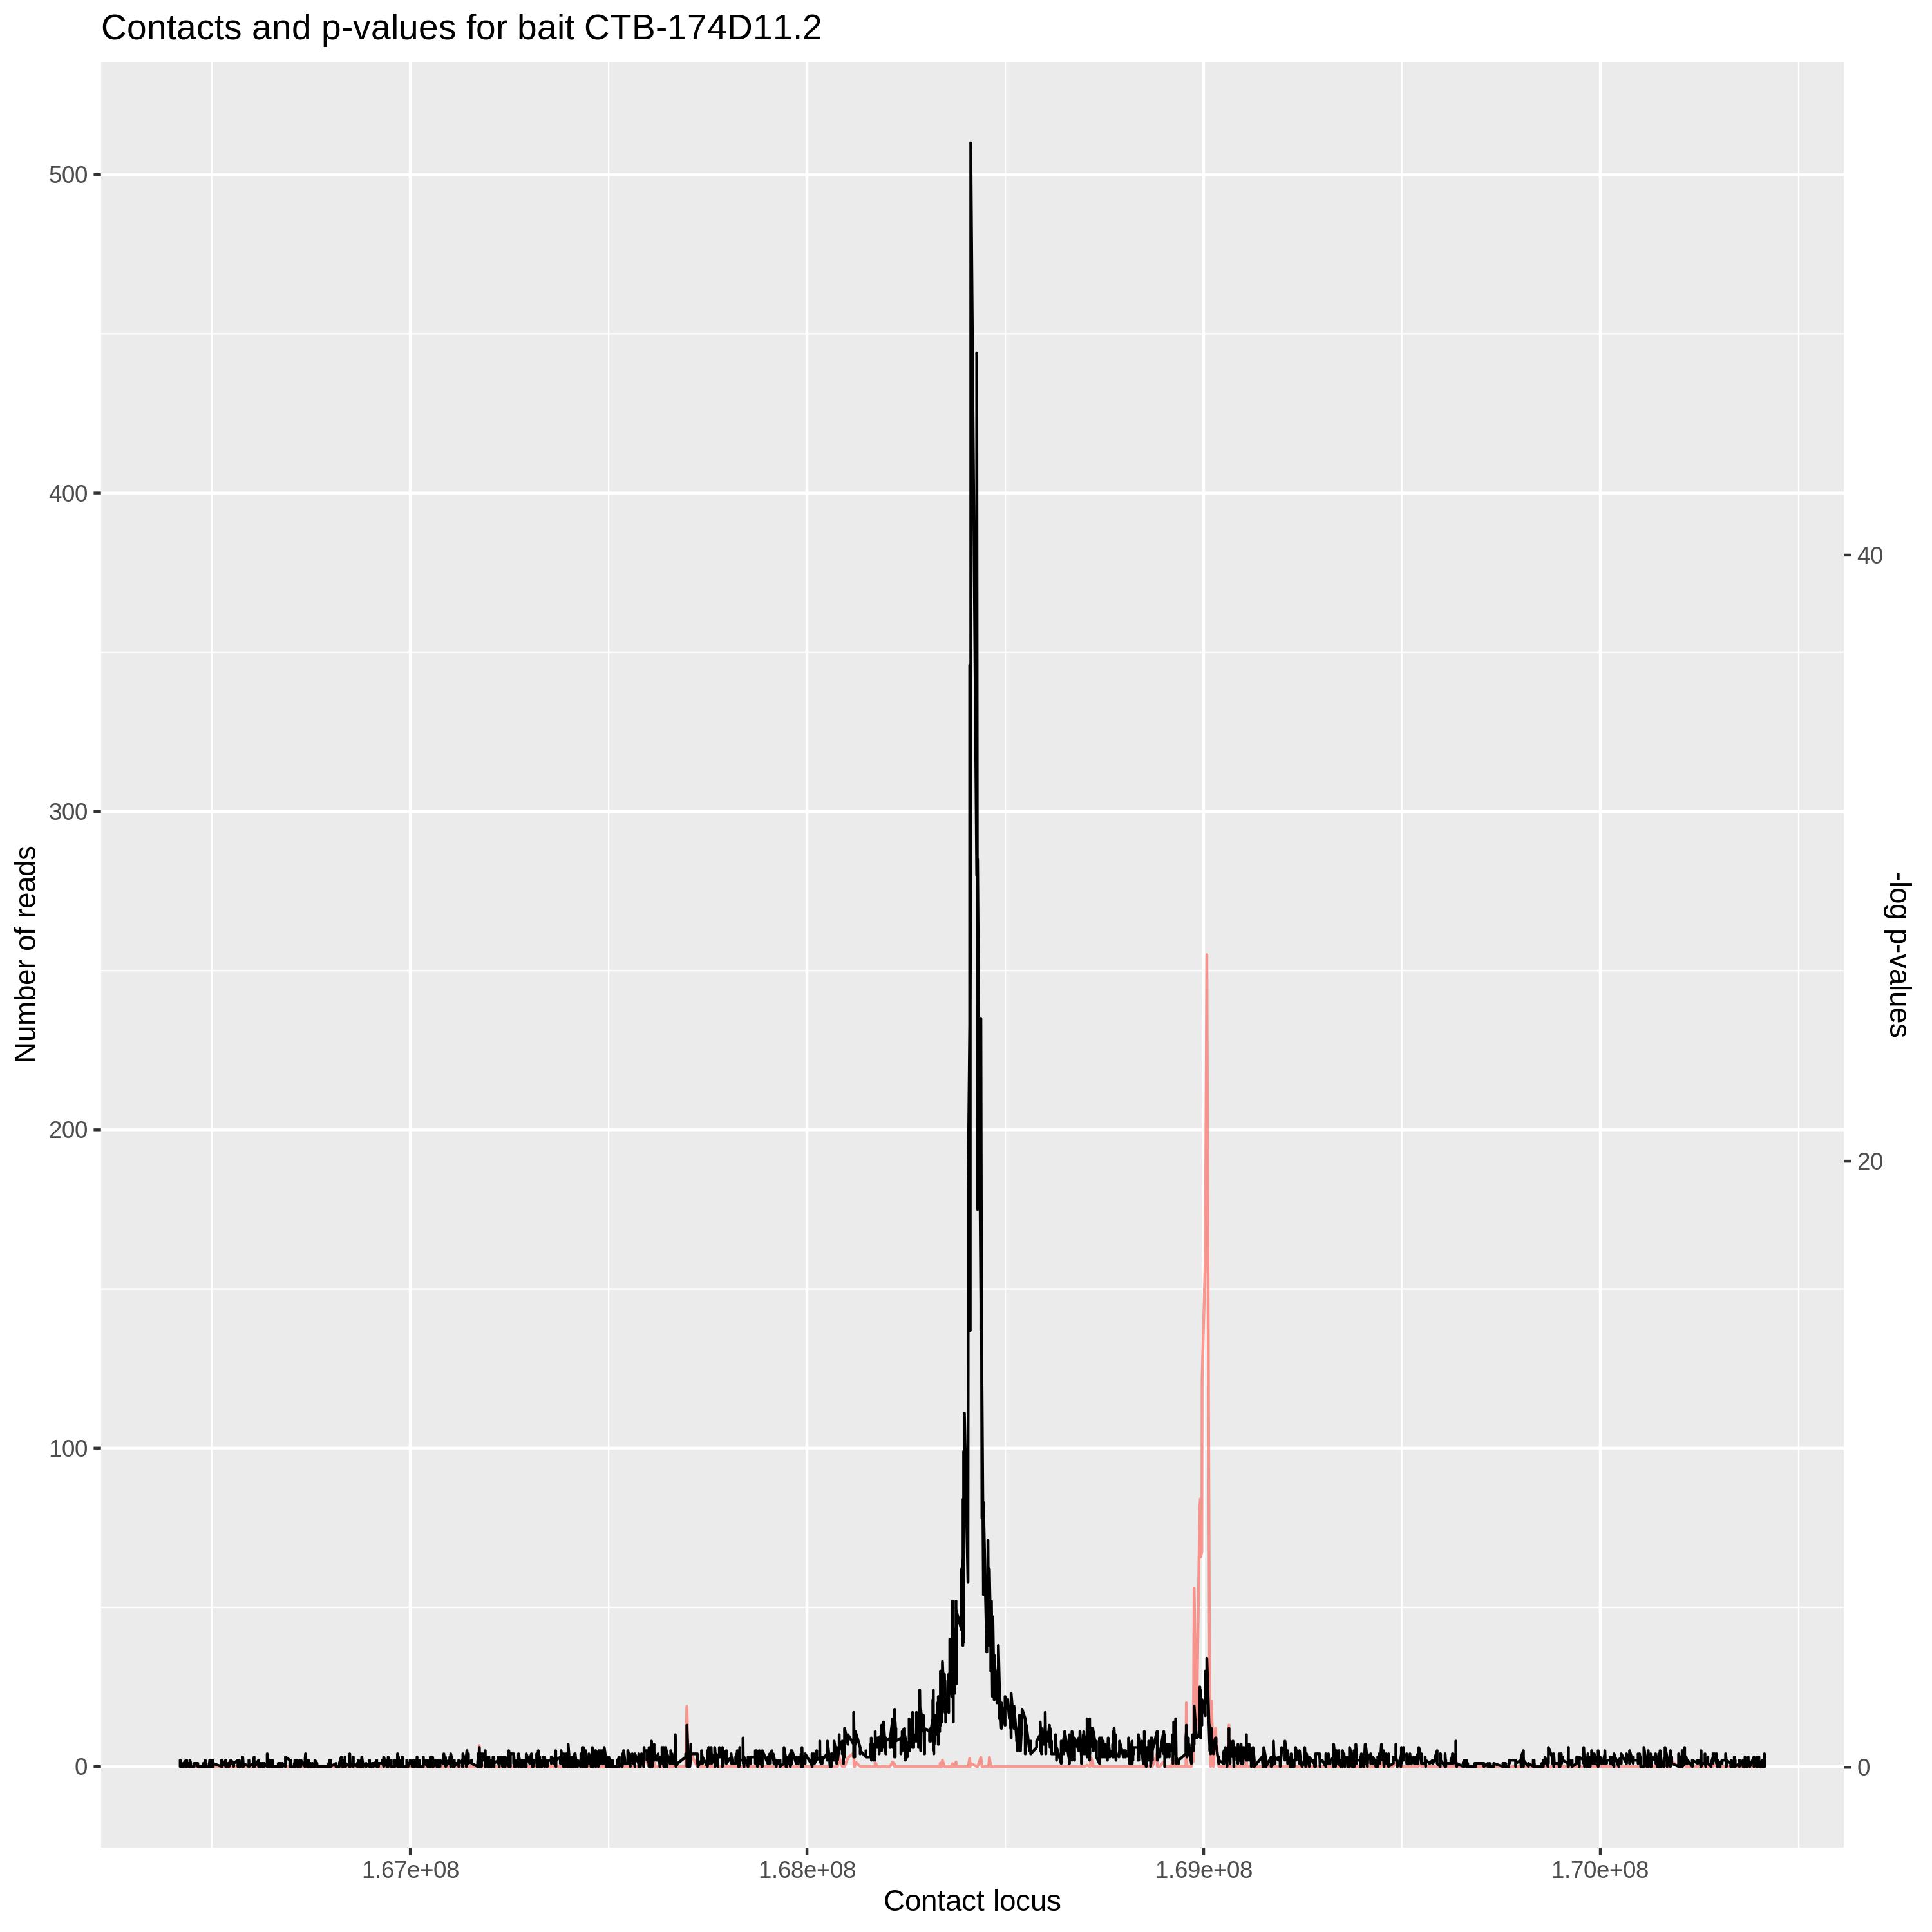 Contacts and p-values for bait CTB-174D11.2
500
400
300
200
100
0
Number of reads
40
20
0
-log p-values
1.67e+08
1.68e+08
1.69e+08
1.70e+08
Contact locus